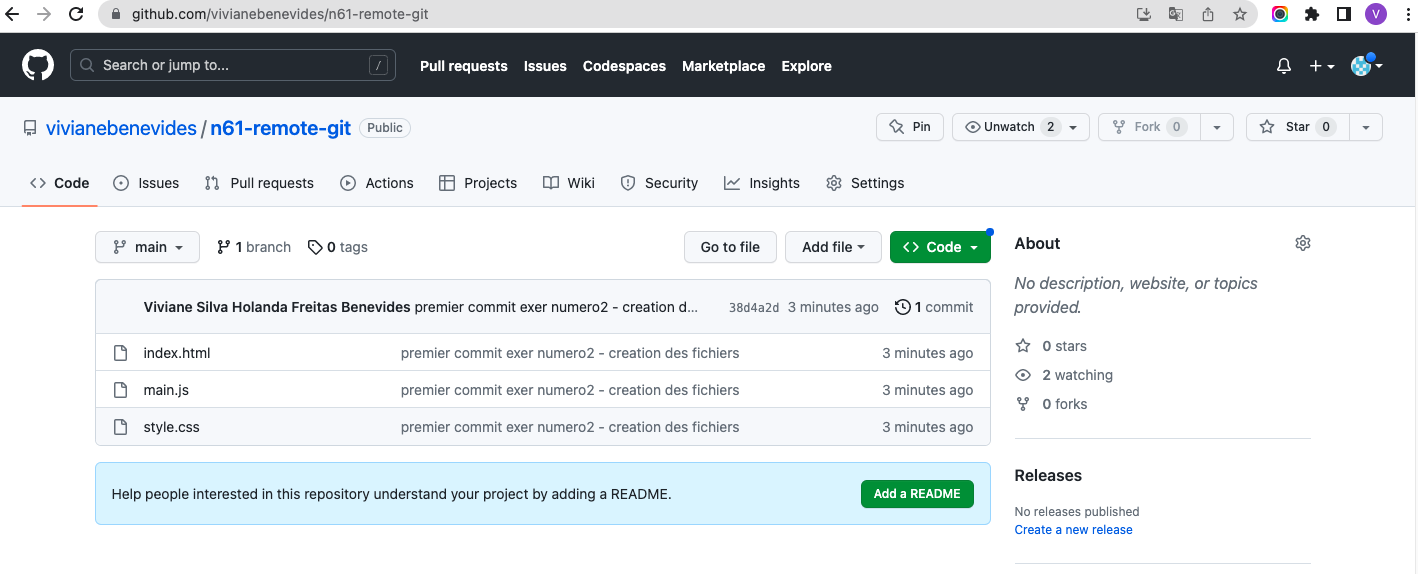 github.com/vivianebenevides/n61-remote-git
V
Search or jump to... /
Pull requests Issues Codespaces Marketplace Explore
vivianebenevides / n61-remote-git Public
Pin
Unwatch 2
Fork 0
Star 0
Code Issues Pull requests Actions Projects Wiki Security Insights Settings
main 1 branch 0 tags
Go to file Add file Code
Viviane Silva Holanda Freitas Benevides premier commit exer numero2 - creation d... 38d4a2d 3 minutes ago 1 commit
index.html premier commit exer numero2 - creation des fichiers 3 minutes ago
main.js premier commit exer numero2 - creation des fichiers 3 minutes ago
style.css premier commit exer numero2 - creation des fichiers 3 minutes ago
Help people interested in this repository understand your project by adding a README. Add a README
About
No description, website, or topics
provided.
0 stars
2 watching
0 forks
Releases
No releases published
Create a new release